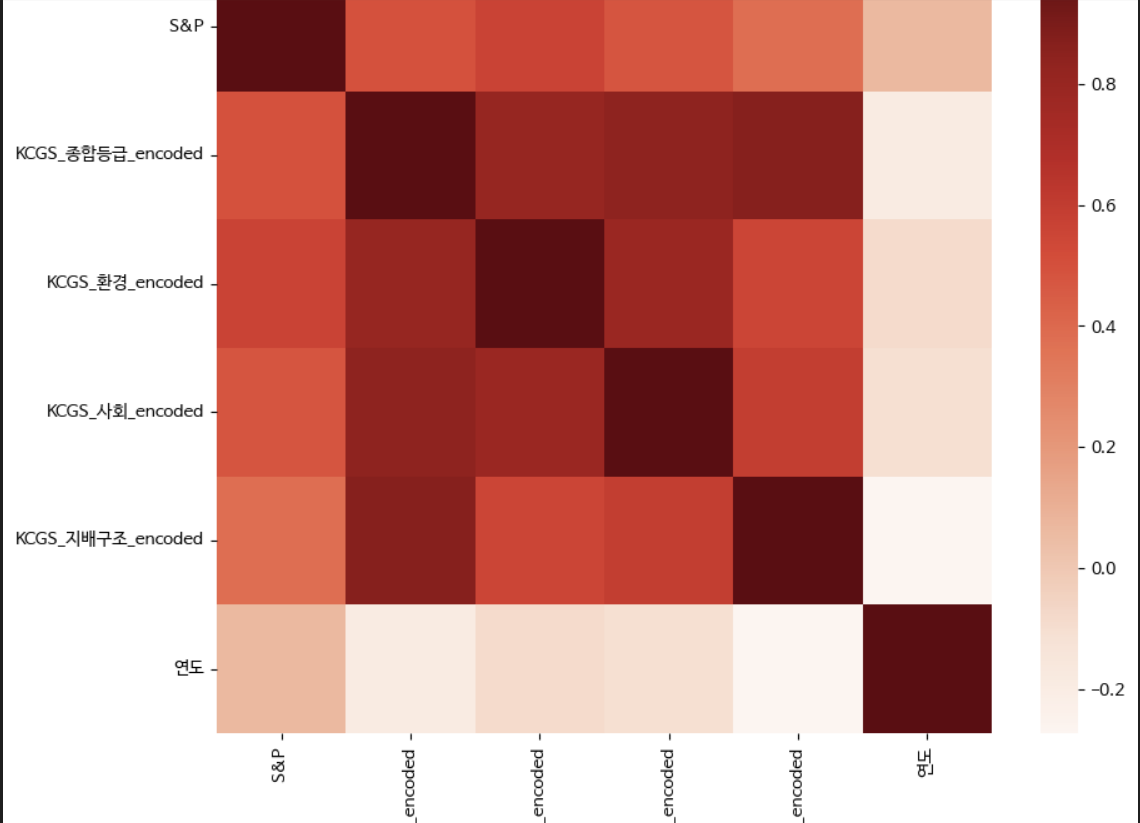 S&P
KCGS_종합등급_encoded
KCGS_환경_encoded
KCGS_사회_encoded
KCGS_지배구조_encoded
연도
S&P
_encoded
_encoded
_encoded
_encoded
연도
0.8
0.6
0.4
0.2
0.0
−0.2